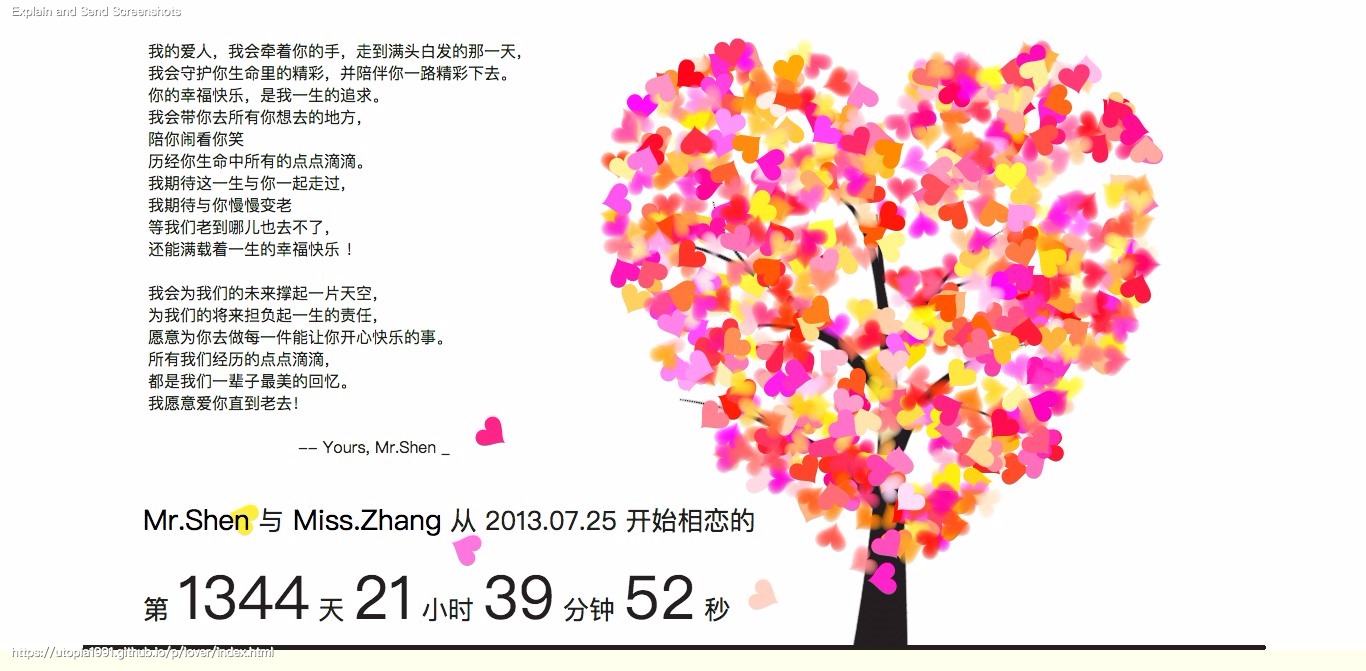 Explain and Send Screenshots
我的爱人，我会牵着你的手，走到满头白发的那一天，
我会守护你生命里的精彩，并陪伴你一路精彩下去。
你的幸福快乐，是我一生的追求。
我会带你去所有你想去的地方，
陪你闹看你笑
历经你生命中所有的点点滴滴。
我期待这一生与你一起走过，
我期待与你慢慢变老
等我们老到哪儿也去不了，
还能满载着一生的幸福快乐 ！
我会为我们的未来撑起一片天空，
为我们的将来担负起一生的责任，
愿意为你去做每一件能让你开心快乐的事。
所有我们经历的点点滴滴，
都是我们一辈子最美的回忆。
我愿意爱你直到老去！
-- Yours, Mr.Shen _
Mr.Shen 与 Miss.Zhang 从 2013.07.25 开始相恋的
第 1344 天 21 小时 39 分钟 52 秒
https://utopia1991.github.io/p/lover/index.html